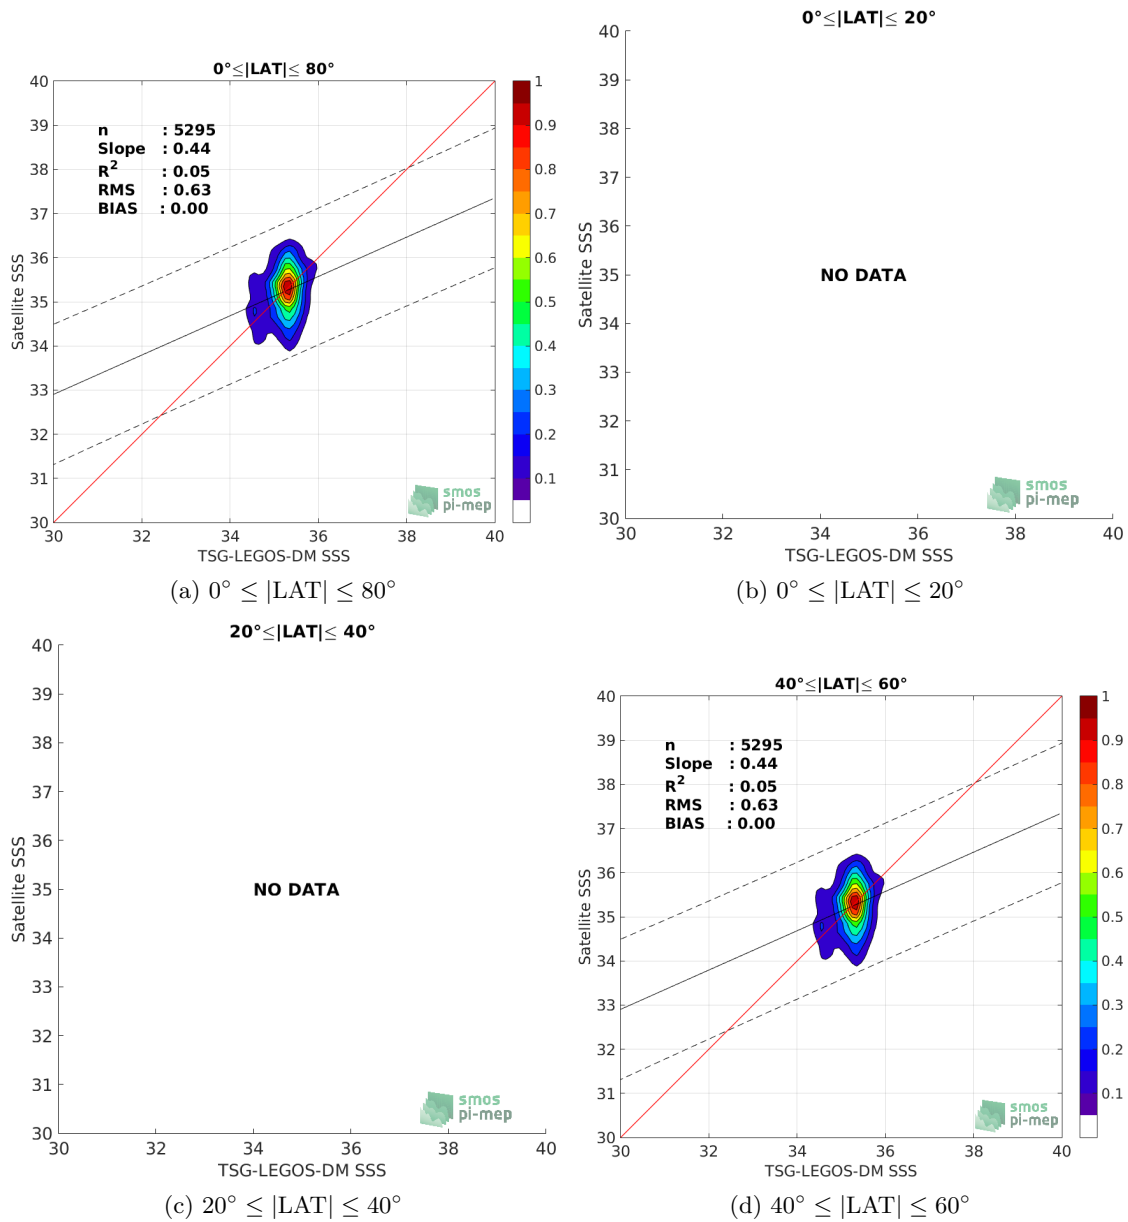 0°≤|LAT|≤ 80°
40
39
38
37
36
35
34
33
32
31
30
Satellite SSS
n : 5295
Slope : 0.44
R² : 0.05
RMS : 0.63
BIAS : 0.00
1
0.9
0.8
0.7
0.6
0.5
0.4
0.3
0.2
0.1
smos
pi-mep
30 32 34 36 38 40
TSG-LEGOS-DM SSS
(a) 0° ≤ |LAT| ≤ 80°
0°≤|LAT|≤ 20°
40
39
38
37
36
35
34
33
32
31
30
Satellite SSS
NO DATA
smos
pi-mep
30 32 34 36 38 40
TSG-LEGOS-DM SSS
(b) 0° ≤ |LAT| ≤ 20°
20°≤|LAT|≤ 40°
40
39
38
37
36
35
34
33
32
31
30
Satellite SSS
NO DATA
smos
pi-mep
30 32 34 36 38 40
TSG-LEGOS-DM SSS
(c) 20° ≤ |LAT| ≤ 40°
40°≤|LAT|≤ 60°
40
39
38
37
36
35
34
33
32
31
30
Satellite SSS
n : 5295
Slope : 0.44
R² : 0.05
RMS : 0.63
BIAS : 0.00
1
0.9
0.8
0.7
0.6
0.5
0.4
0.3
0.2
0.1
smos
pi-mep
30 32 34 36 38 40
TSG-LEGOS-DM SSS
(d) 40° ≤ |LAT| ≤ 60°